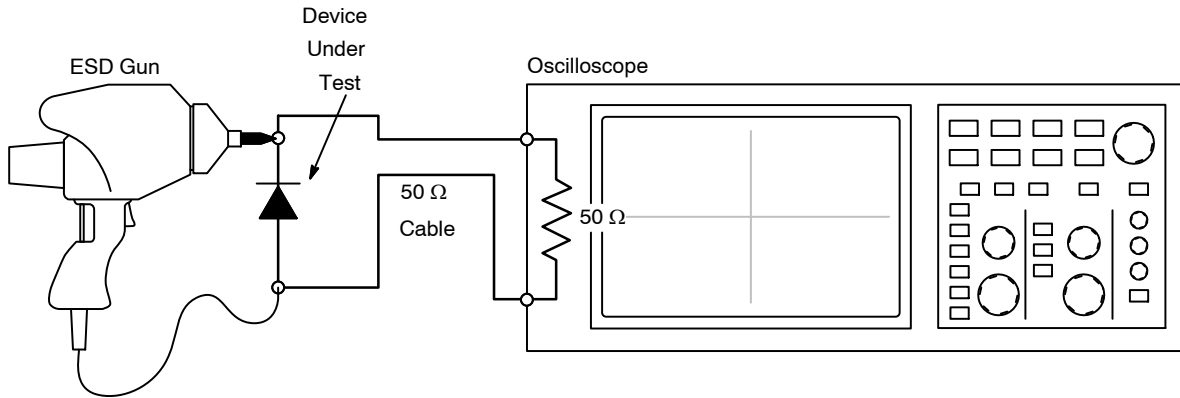 Device
Under
Test
ESD Gun
Oscilloscope
50 Ω
Cable
50 Ω